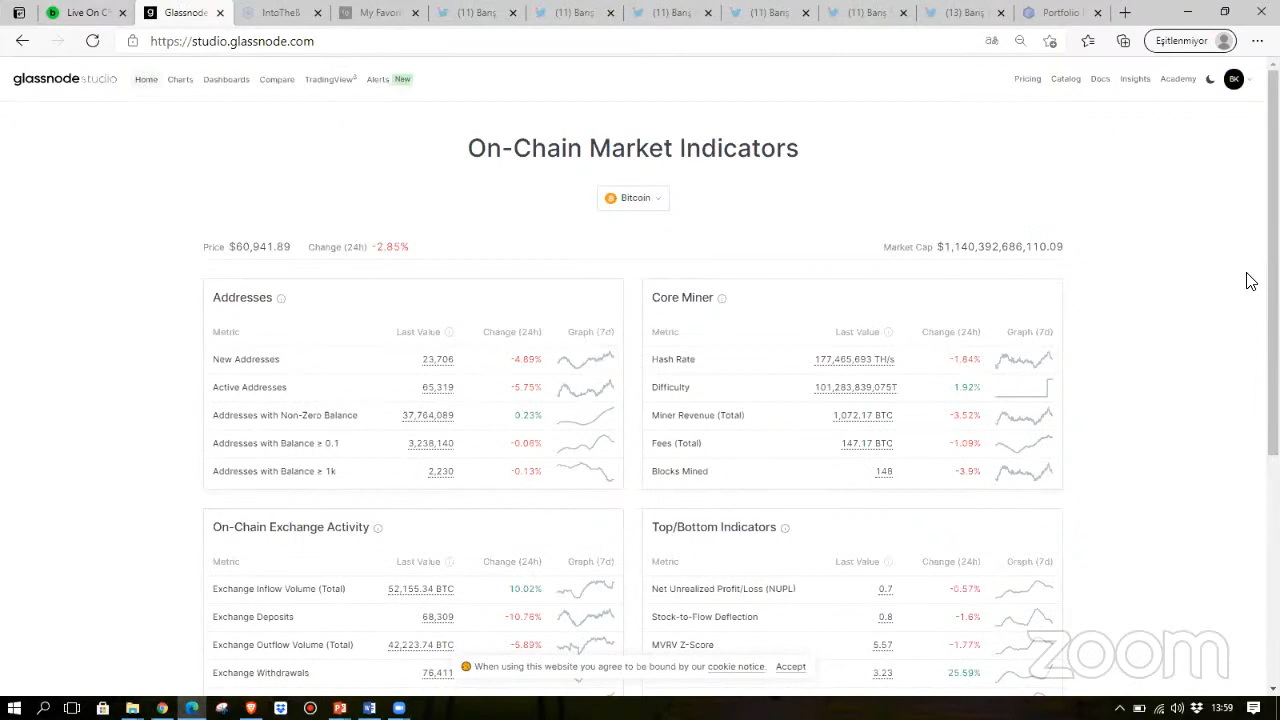 Live On Ch
Glassnode
IntoTheB
My Favorit
(11) Barış
(11) Barış
(11) Barış
(11) Barış
(11) Barış
(13) Barış
Portfolio
https://studio.glassnode.com
Eşitlenmiyor
glassnodestudio Home Charts Dashboards Compare TradingView Alerts New Pricing Catalog Docs Insights Academy BK
On-Chain Market Indicators
Bitcoin
Price $60,941.89 Change (24h) -2.85% Market Cap $1,140,392,686,110.09
Addresses
Metric Last Value Change (24h) Graph (7d)
New Addresses 23,706 -4.89%
Active Addresses 65,319 -5.75%
Addresses with Non-Zero Balance 37,764,089 0.23%
Addresses with Balance ≥ 0.1 3,238,140 -0.06%
Addresses with Balance ≥ 1k 2,230 -0.13%
Core Miner
Metric Last Value Change (24h) Graph (7d)
Hash Rate 177,465,693 TH/s -1.64%
Difficulty 101,283,839,075T 1.92%
Miner Revenue (Total) 1,072.17 BTC -3.52%
Fees (Total) 147.17 BTC -1.09%
Blocks Mined 148 -3.9%
On-Chain Exchange Activity
Metric Last Value Change (24h) Graph (7d)
Exchange Inflow Volume (Total) 52,155.34 BTC 10.02%
Exchange Deposits 68,309 -10.76%
Exchange Outflow Volume (Total) 42,223.74 BTC -5.89%
Exchange Withdrawals 76,411
Top/Bottom Indicators
Metric Last Value Change (24h) Graph (7d)
Net Unrealized Profit/Loss (NUPL) 0.7 -0.57%
Stock-to-Flow Deflection 0.8 -1.6%
MVRV Z-Score 5.57 -1.77%
3.23 25.59%
When using this website you agree to be bound by our cookie notice. Accept
zoom
13:59